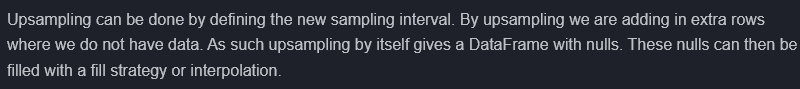 Upsampling can be done by defining the new sampling interval. By upsampling we are adding in extra rows
where we do not have data. As such upsampling by itself gives a DataFrame with nulls. These nulls can then be
filled with a fill strategy or interpolation.